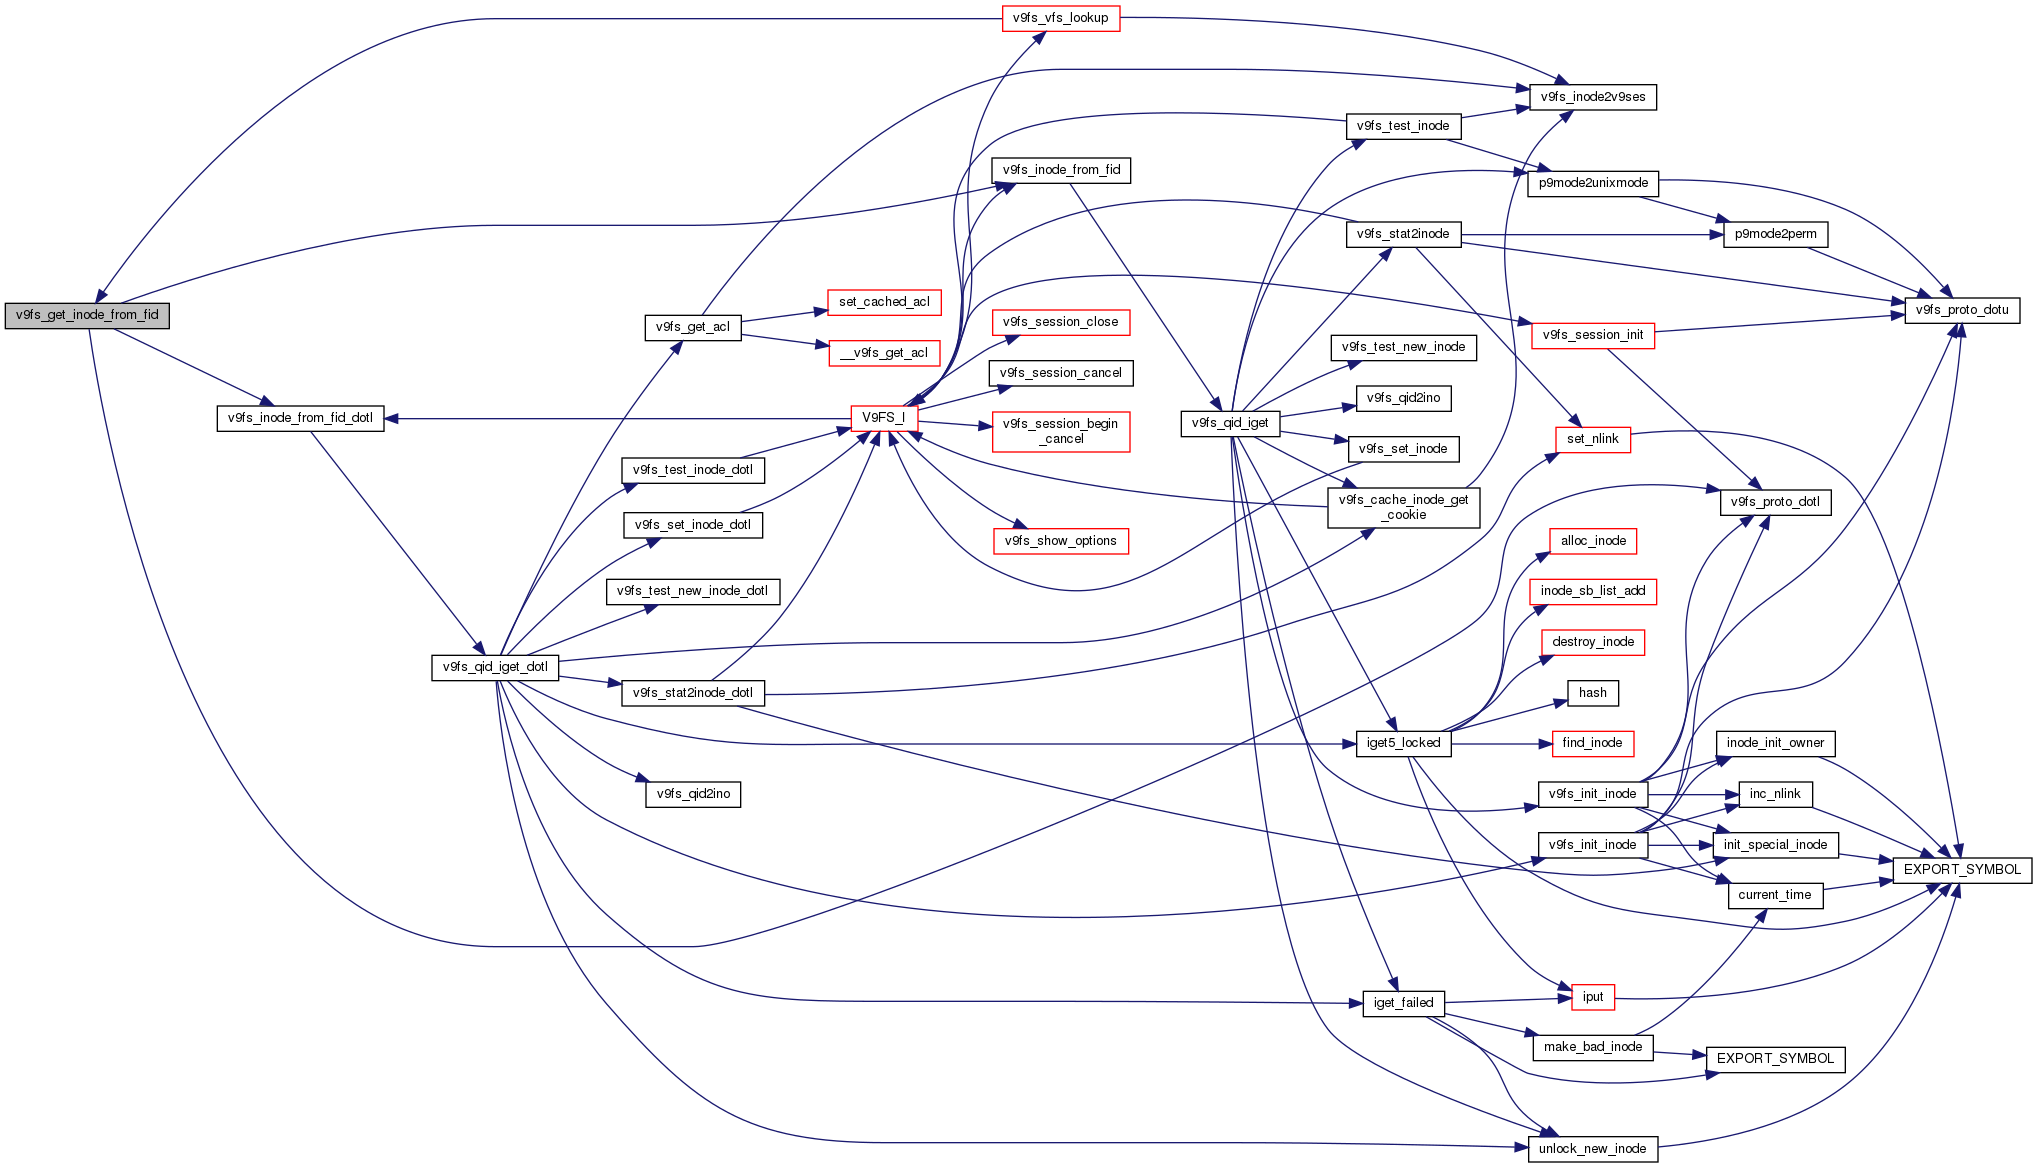 v9fs_vfs_lookup
v9fs_inode2v9ses
v9fs_test_inode
v9fs_inode_from_fid
p9mode2unixmode
v9fs_stat2inode
p9mode2perm
set_cached_acl
v9fs_get_inode_from_fid
v9fs_proto_dotu
v9fs_get_acl
v9fs_session_close
v9fs_session_init
__v9fs_get_acl
v9fs_test_new_inode
v9fs_session_cancel
v9fs_qid2ino
v9fs_inode_from_fid_dotl
V9FS_I
v9fs_qid_iget
v9fs_session_begin
_cancel
set_nlink
v9fs_set_inode
v9fs_test_inode_dotl
v9fs_cache_inode_get
_cookie
v9fs_proto_dotl
v9fs_set_inode_dotl
v9fs_show_options
alloc_inode
v9fs_test_new_inode_dotl
inode_sb_list_add
destroy_inode
v9fs_qid_iget_dotl
v9fs_stat2inode_dotl
hash
iget5_locked
find_inode
inode_init_owner
v9fs_qid2ino
v9fs_init_inode
inc_nlink
v9fs_init_inode
init_special_inode
EXPORT_SYMBOL
current_time
iget_failed
iput
make_bad_inode
EXPORT_SYMBOL
unlock_new_inode